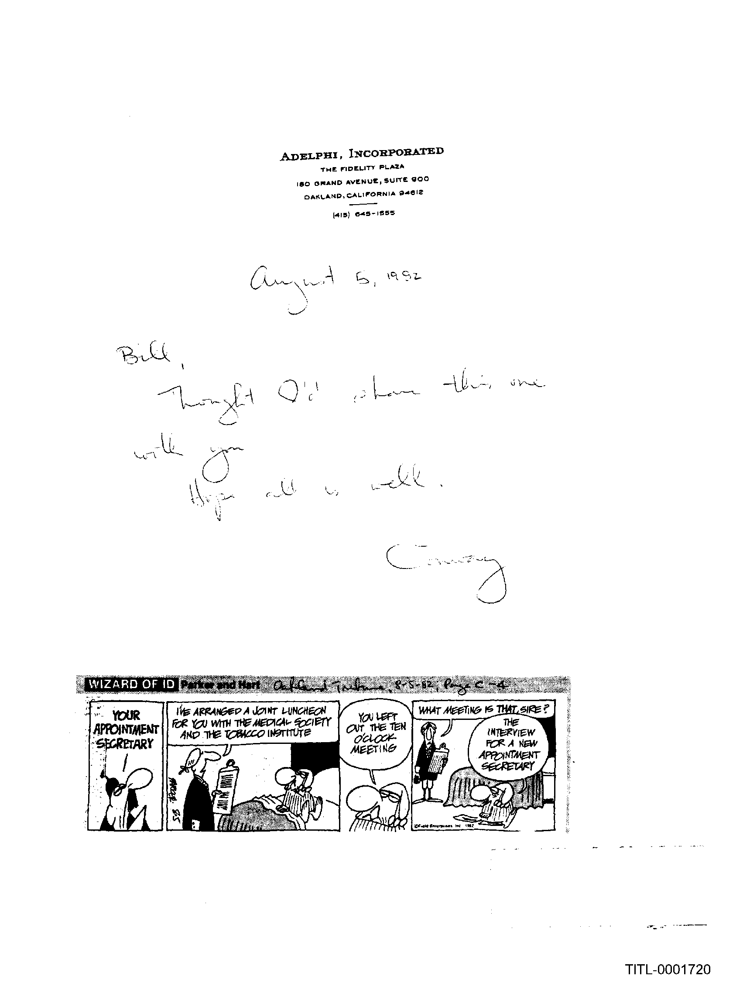 ADELPHI, INCORPORATED
THE FIDELITY PLAZA
180 GRAND AVENUE, SUITE 900
OAKLAND, CALIFORNIA 94612
(415) 645-1555
August 5, 1982
Bill,
Thought I'd share this one
with you
Hope all is well.
WIZARD OF ID Parker and Hart Oakland Tribune, 8-5-82, Page C-4
YOUR
APPOINTMENT
SECRETARY
I'VE ARRANGED A JOINT LUNCHEON
FOR YOU WITH THE MEDICAL SOCIETY
AND THE TOBACCO INSTITUTE
8-5
YOU LEFT
OUT THE TEN
O'CLOCK
MEETING
WHAT MEETING IS THAT, SIRE?
THE
INTERVIEW
FOR A NEW
APPOINTMENT
SECRETARY
TITL-0001720